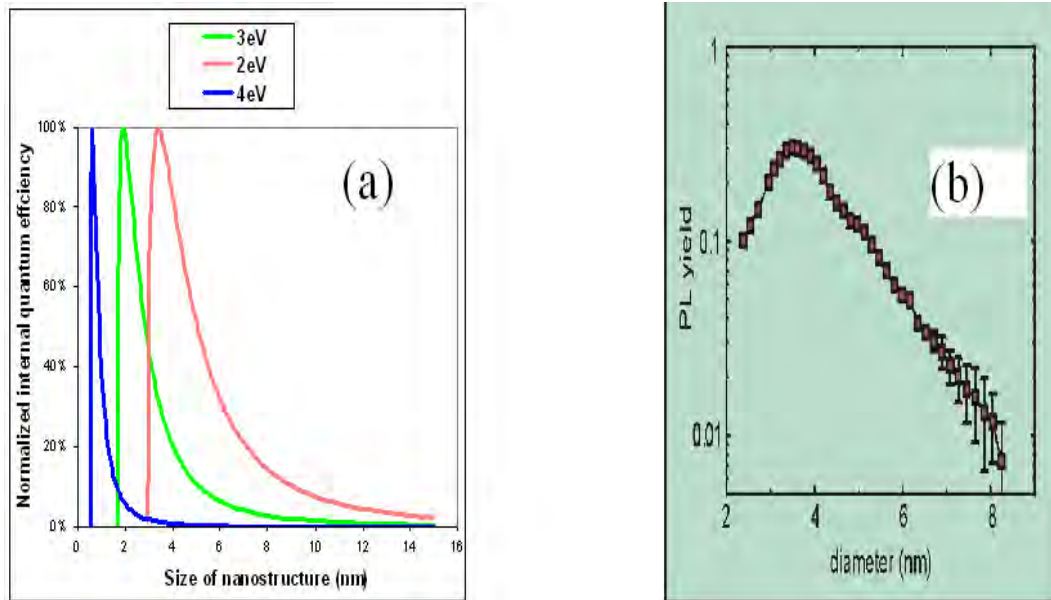 3eV
2eV
4eV
(a)
100%
80%
60%
40%
20%
0%
0 2 4 6 8 10 12 14 16
Normalized internal quantum effciency
Size of nanostructure (nm)
(b)
1
0.1
0.01
PL yield
2 4 6 8
diameter (nm)